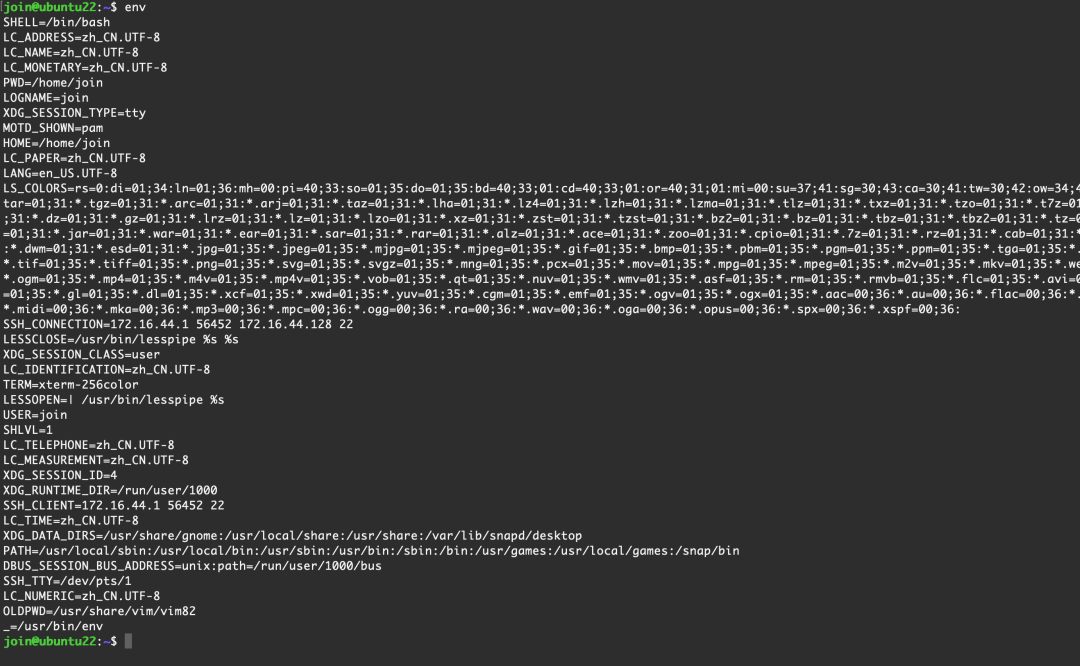 join@ubuntu22:~$ env
SHELL=/bin/bash
LC_ADDRESS=zh_CN.UTF-8
LC_NAME=zh_CN.UTF-8
LC_MONETARY=zh_CN.UTF-8
PWD=/home/join
LOGNAME=join
XDG_SESSION_TYPE=tty
MOTD_SHOWN=pam
HOME=/home/join
LC_PAPER=zh_CN.UTF-8
LANG=en_US.UTF-8
LS_COLORS=rs=0:di=01;34:ln=01;36:mh=00:pi=40;33:so=01;35:do=01;35:bd=40;33;01:cd=40;33;01:or=40;31;01:mi=00:su=37;41:sg=30;43:ca=30;41:tw=30;42:ow=34;4
tar=01;31:*.tgz=01;31:*.arc=01;31:*.arj=01;31:*.taz=01;31:*.lha=01;31:*.lz4=01;31:*.lzh=01;31:*.lzma=01;31:*.tlz=01;31:*.txz=01;31:*.tzo=01;31:*.t7z=01
;31:*.dz=01;31:*.gz=01;31:*.lrz=01;31:*.lz=01;31:*.lzo=01;31:*.xz=01;31:*.zst=01;31:*.tzst=01;31:*.bz2=01;31:*.bz=01;31:*.tbz=01;31:*.tbz2=01;31:*.tz=0
=01;31:*.jar=01;31:*.war=01;31:*.ear=01;31:*.sar=01;31:*.rar=01;31:*.alz=01;31:*.ace=01;31:*.zoo=01;31:*.cpio=01;31:*.7z=01;31:*.rz=01;31:*.cab=01;31:*
:*.dwm=01;31:*.esd=01;31:*.jpg=01;35:*.jpeg=01;35:*.mjpg=01;35:*.mjpeg=01;35:*.gif=01;35:*.bmp=01;35:*.pbm=01;35:*.pgm=01;35:*.ppm=01;35:*.tga=01;35:*.
*.tif=01;35:*.tiff=01;35:*.png=01;35:*.svg=01;35:*.svgz=01;35:*.mng=01;35:*.pcx=01;35:*.mov=01;35:*.mpg=01;35:*.mpeg=01;35:*.m2v=01;35:*.mkv=01;35:*.we
*.ogm=01;35:*.mp4=01;35:*.m4v=01;35:*.mp4v=01;35:*.vob=01;35:*.qt=01;35:*.nuv=01;35:*.wmv=01;35:*.asf=01;35:*.rm=01;35:*.rmvb=01;35:*.flc=01;35:*.avi=0
=01;35:*.gl=01;35:*.dl=01;35:*.xcf=01;35:*.xwd=01;35:*.yuv=01;35:*.cgm=01;35:*.emf=01;35:*.ogv=01;35:*.ogx=01;35:*.aac=00;36:*.au=00;36:*.flac=00;36:*.
*.midi=00;36:*.mka=00;36:*.mp3=00;36:*.mpc=00;36:*.ogg=00;36:*.ra=00;36:*.wav=00;36:*.oga=00;36:*.opus=00;36:*.spx=00;36:*.xspf=00;36:
SSH_CONNECTION=172.16.44.1 56452 172.16.44.128 22
LESSCLOSE=/usr/bin/lesspipe %s %s
XDG_SESSION_CLASS=user
LC_IDENTIFICATION=zh_CN.UTF-8
TERM=xterm-256color
LESSOPEN=| /usr/bin/lesspipe %s
USER=join
SHLVL=1
LC_TELEPHONE=zh_CN.UTF-8
LC_MEASUREMENT=zh_CN.UTF-8
XDG_SESSION_ID=4
XDG_RUNTIME_DIR=/run/user/1000
SSH_CLIENT=172.16.44.1 56452 22
LC_TIME=zh_CN.UTF-8
XDG_DATA_DIRS=/usr/share/gnome:/usr/local/share:/usr/share:/var/lib/snapd/desktop
PATH=/usr/local/sbin:/usr/local/bin:/usr/sbin:/usr/bin:/sbin:/bin:/usr/games:/usr/local/games:/snap/bin
DBUS_SESSION_BUS_ADDRESS=unix:path=/run/user/1000/bus
SSH_TTY=/dev/pts/1
LC_NUMERIC=zh_CN.UTF-8
OLDPWD=/usr/share/vim/vim82
_=/usr/bin/env
join@ubuntu22:~$